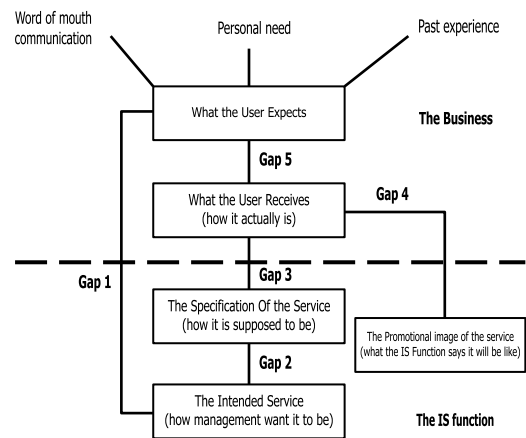 Word of mouth
communication
Personal need
Past experience
What the User Expects
The Business
Gap 5
What the User Receives
(how it actually is)
Gap 4
Gap 1
Gap 3
The Specification Of the Service
(how it is supposed to be)
The Promotional image of the service
(what the IS Function says it will be like)
Gap 2
The Intended Service
(how management want it to be)
The IS function